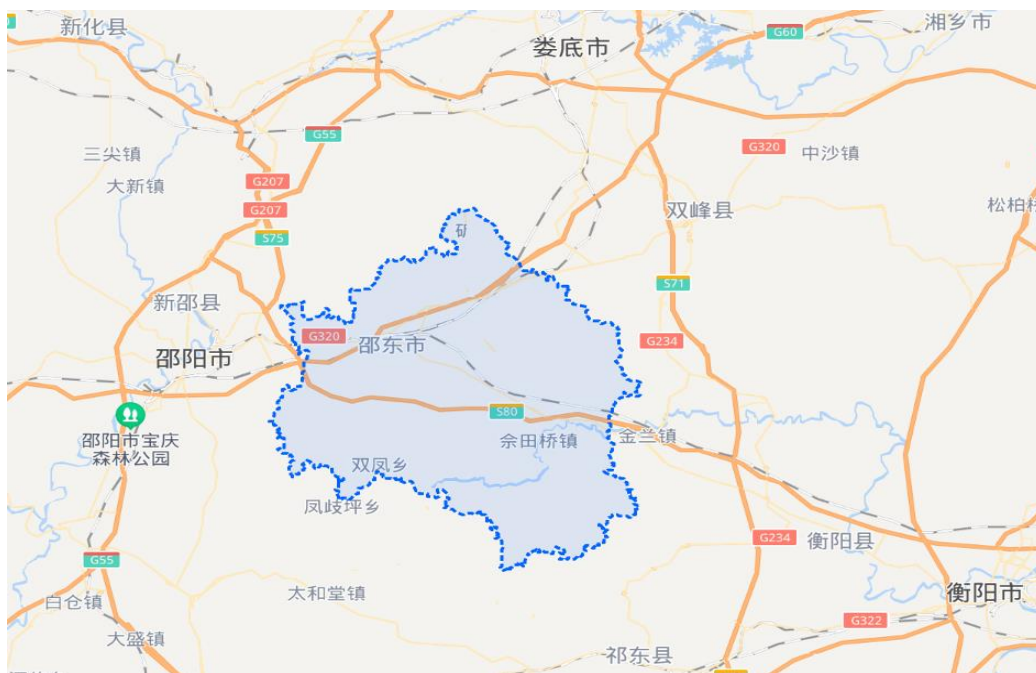 新化县
G60
湘乡市
娄底市
G55
G320
三尖镇
中沙镇
大新镇
G207
G207
双峰县
松柏
S75
矿
S71
新邵县
G320
邵东市
G234
邵阳市
S80
邵阳市宝庆
森林公园
佘田桥镇
金兰镇
双凤乡
凤歧坪乡
G234
衡阳县
G55
太和堂镇
白仓镇
衡阳市
G322
大盛镇
祁东县